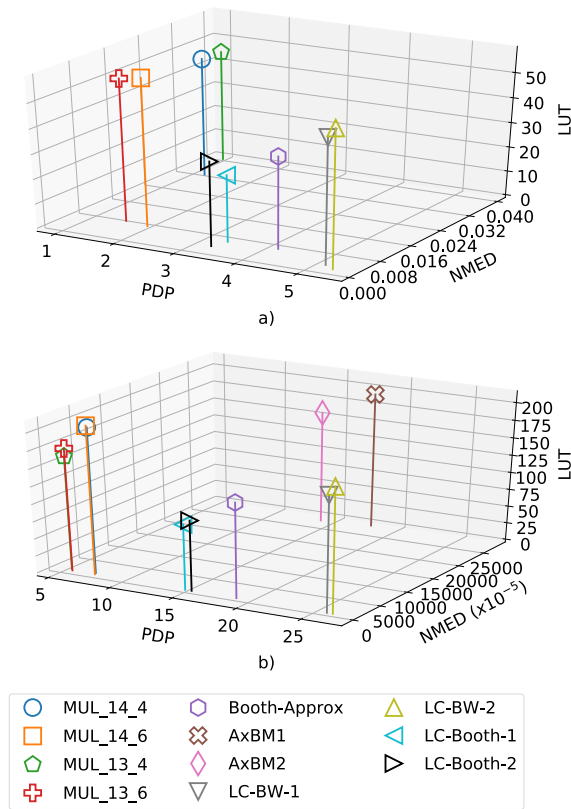 50
40
30
20
10
0
LUT
0.040
0.032
0.024
0.016
0.008
0.000
NMED
1
2
3
4
5
PDP
a)
200
175
150
125
100
75
50
25
0
LUT
25000
20000
15000
10000
5000
0
NMED (x10⁻⁵)
5
10
15
20
25
PDP
b)
MUL_14_4
MUL_14_6
MUL_13_4
MUL_13_6
Booth-Approx
AxBM1
AxBM2
LC-BW-1
LC-BW-2
LC-Booth-1
LC-Booth-2